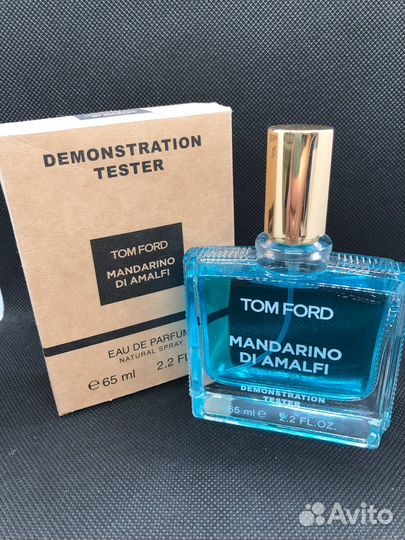 DEMONSTRATION
TESTER
TOM FORD
MANDARINO
DI AMALFI
EAU DE PARFUM
NATURAL SPRAY
e 65 ml 2.2 FL
TOM FORD
MANDARINO
DI AMALFI
DEMONSTRATION
TESTER
65 ml e 2.2 FL.OZ.
Avito